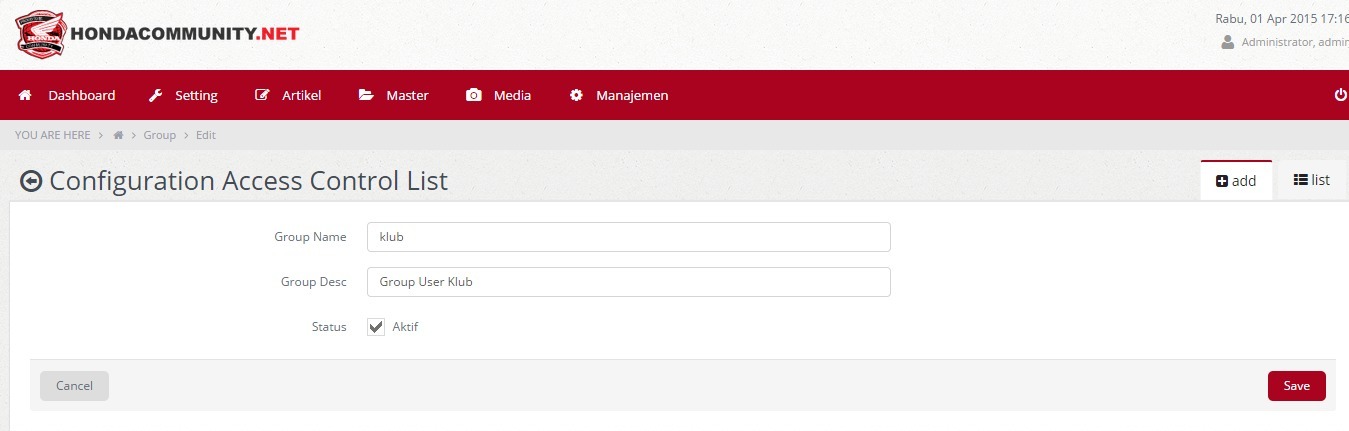 HONDA
HONDACOMMUNITY.NET
Rabu, 01 Apr 2015 17:16
Administrator, admin
Dashboard Setting Artikel Master Media Manajemen
YOU ARE HERE > > Group > Edit
Configuration Access Control List
add list
Group Name klub
Group Desc Group User Klub
Status Aktif
Cancel Save